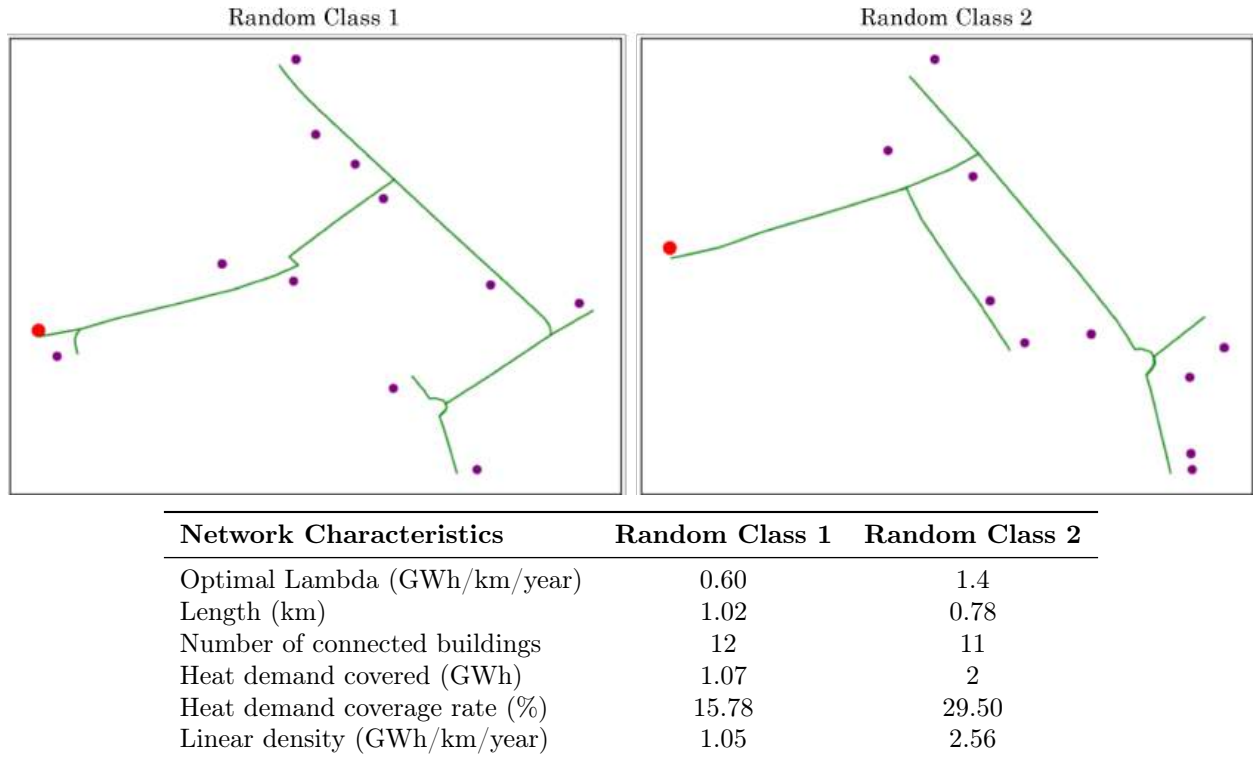 Random Class 1
Random Class 2
Network Characteristics Random Class 1 Random Class 2
Optimal Lambda (GWh/km/year) 0.60 1.4
Length (km) 1.02 0.78
Number of connected buildings 12 11
Heat demand covered (GWh) 1.07 2
Heat demand coverage rate (%) 15.78 29.50
Linear density (GWh/km/year) 1.05 2.56